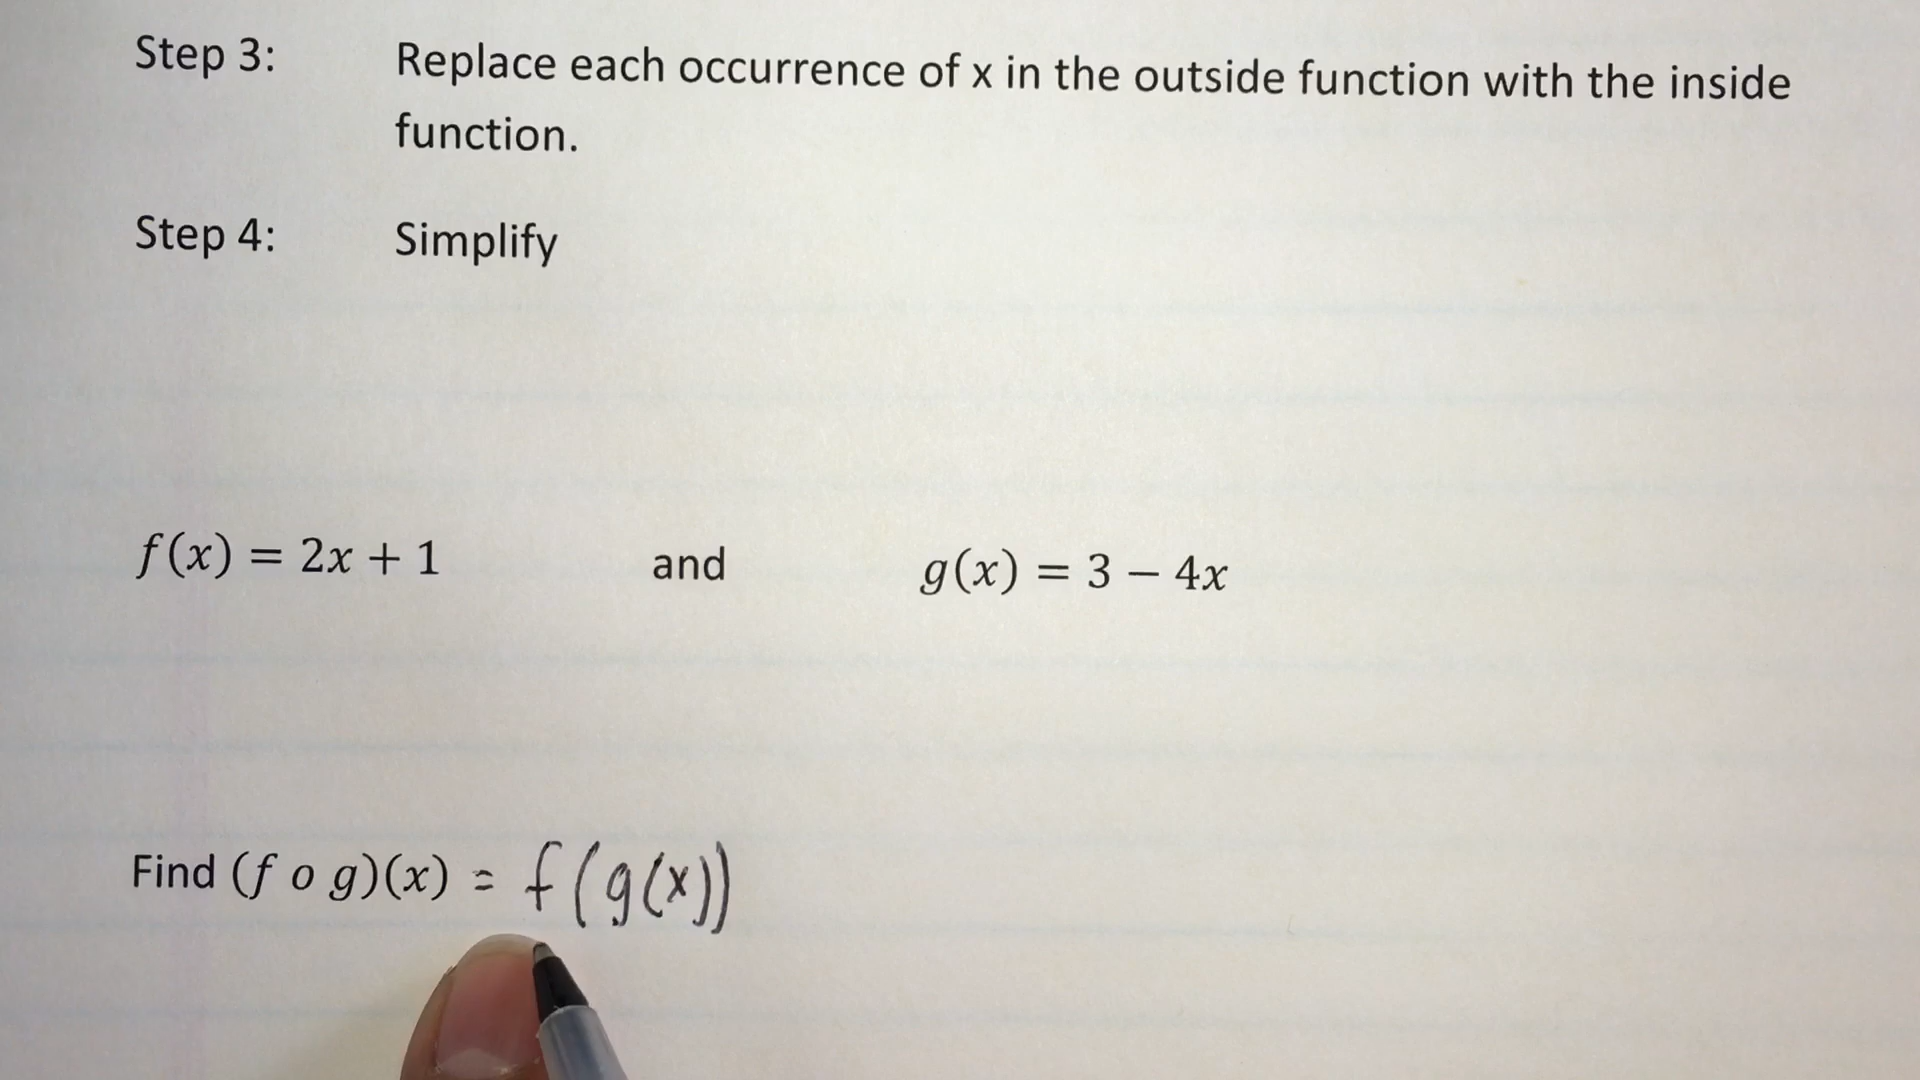 Step 3: Replace each occurrence of x in the outside function with the inside
function.
Step 4: Simplify
f(x) = 2x + 1 and g(x) = 3 − 4x
Find (f o g)(x) = f(g(x))